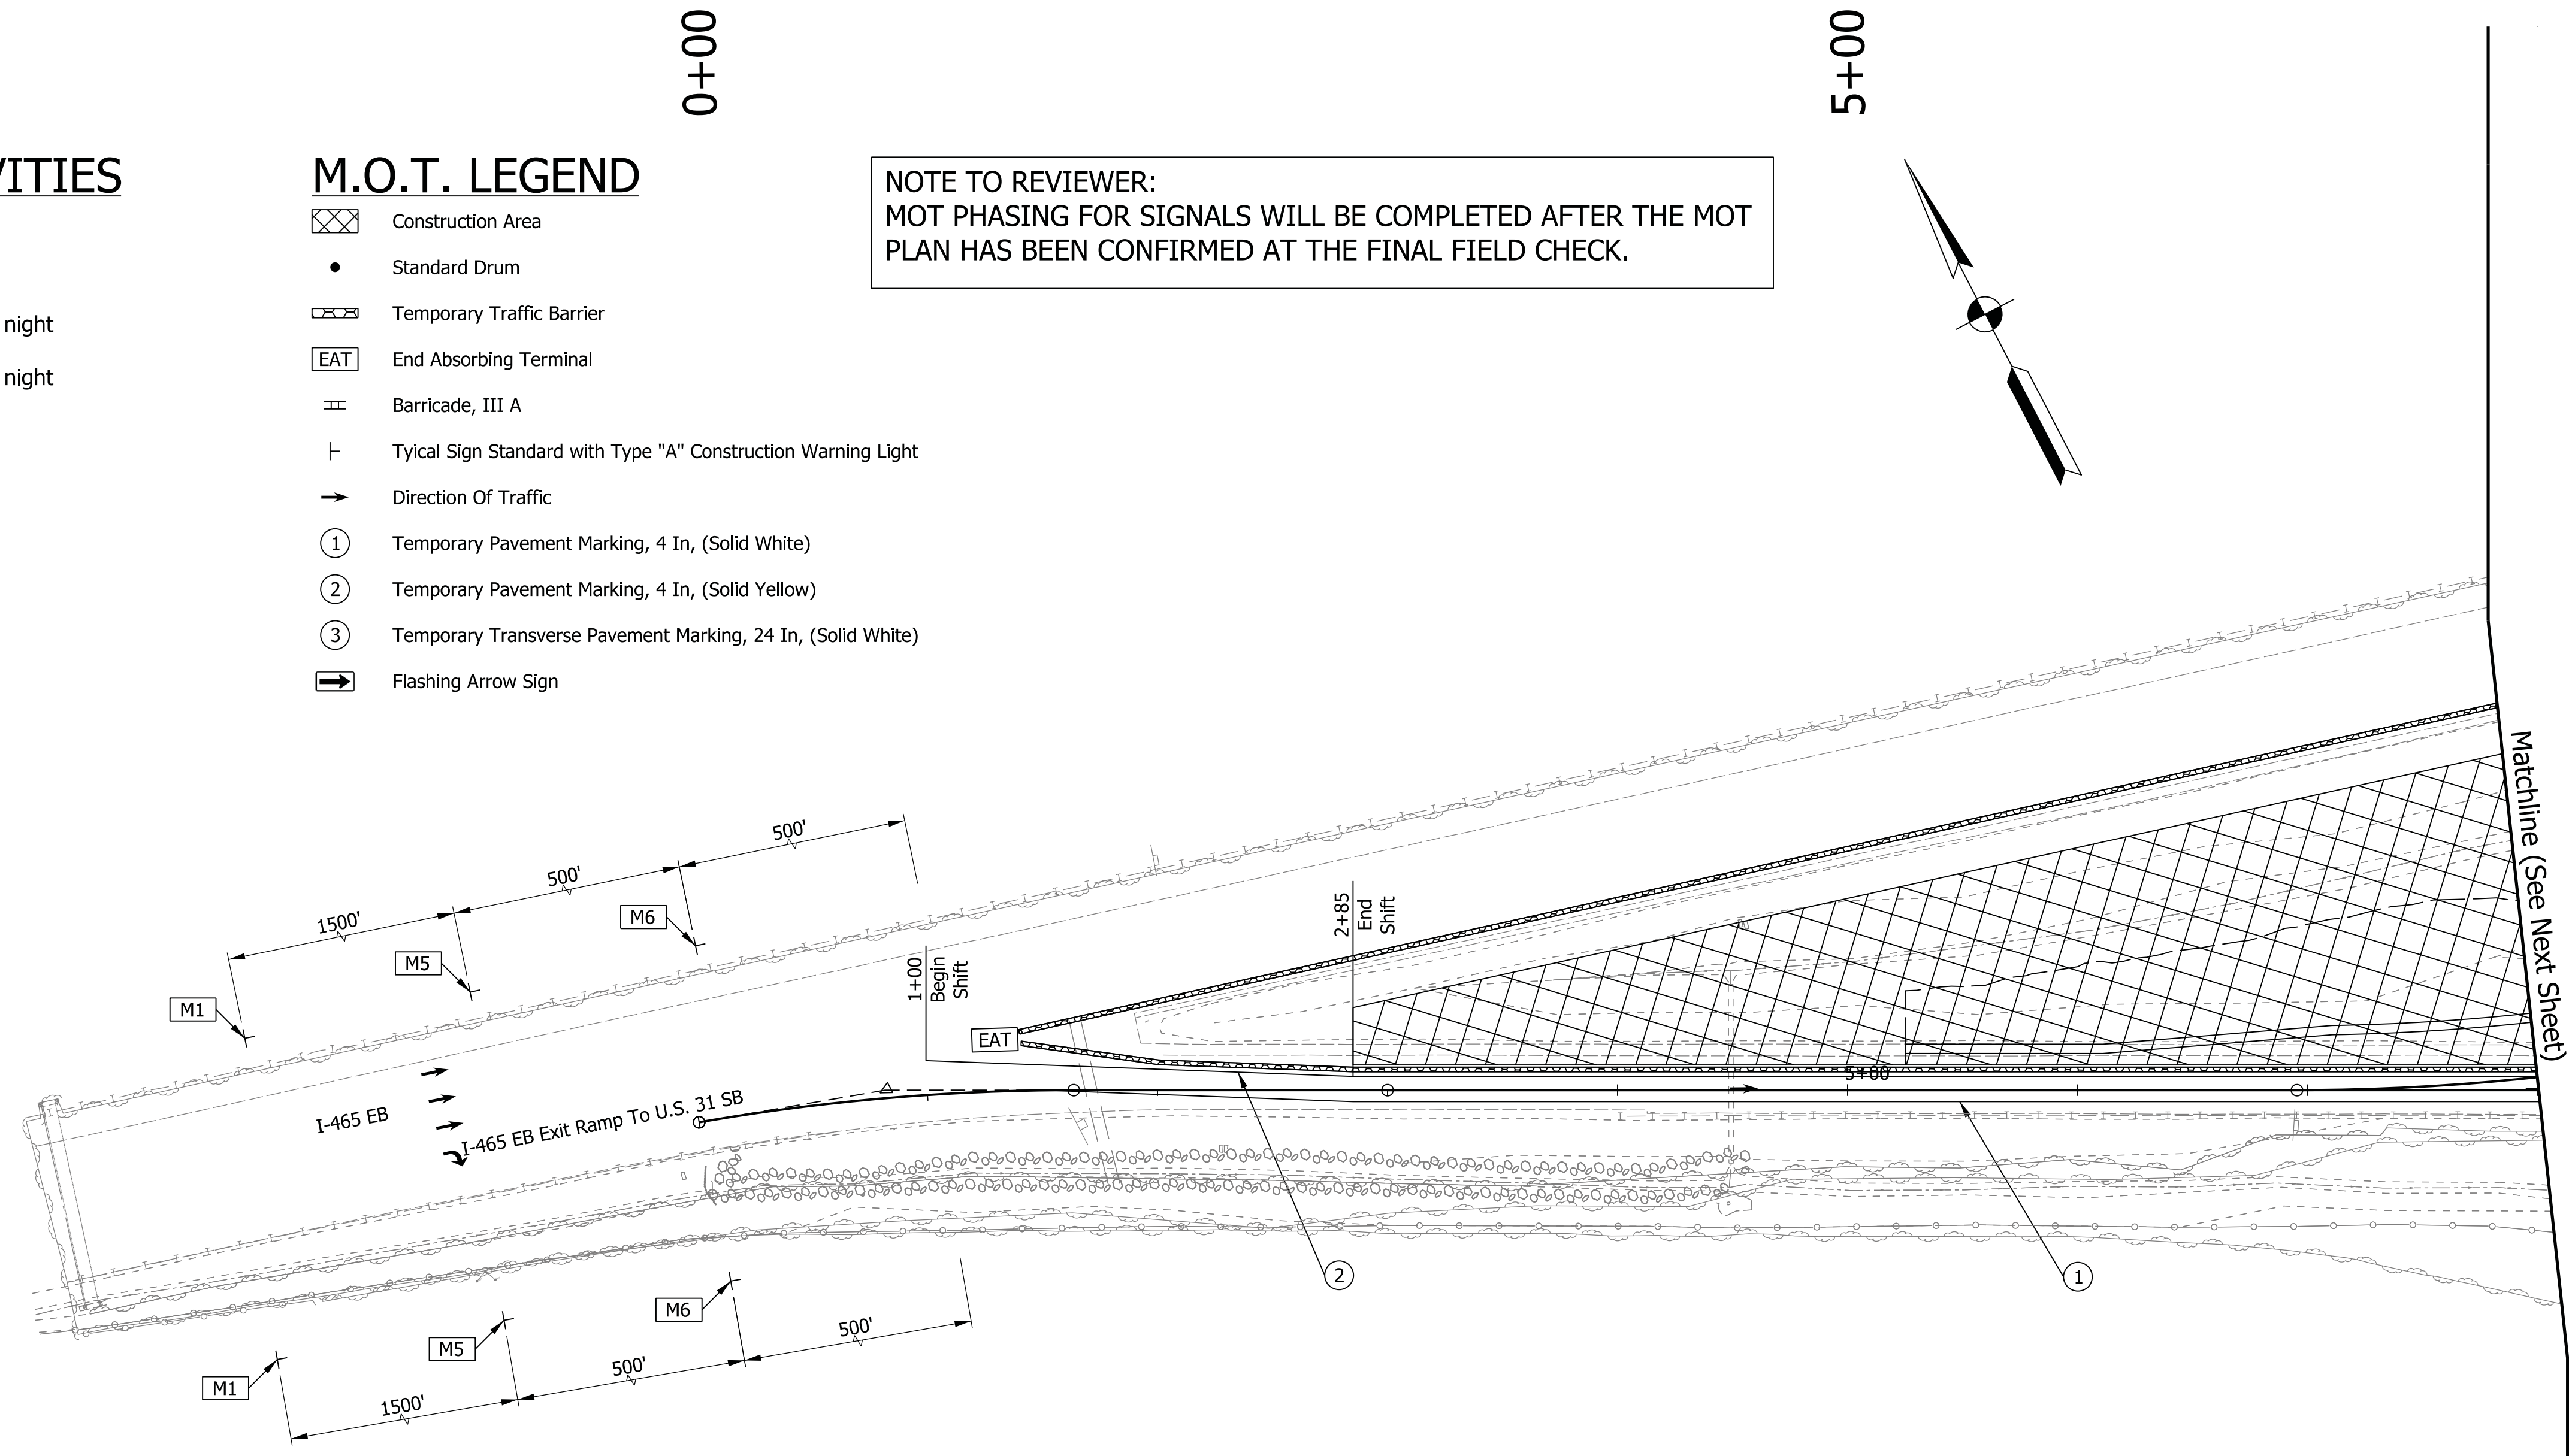 0+00
5+00
VITIES
night
night
M.O.T. LEGEND
Construction Area
Standard Drum
Temporary Traffic Barrier
EAT End Absorbing Terminal
Barricade, III A
Tyical Sign Standard with Type "A" Construction Warning Light
Direction Of Traffic
1 Temporary Pavement Marking, 4 In, (Solid White)
2 Temporary Pavement Marking, 4 In, (Solid Yellow)
3 Temporary Transverse Pavement Marking, 24 In, (Solid White)
Flashing Arrow Sign
NOTE TO REVIEWER:
MOT PHASING FOR SIGNALS WILL BE COMPLETED AFTER THE MOT
PLAN HAS BEEN CONFIRMED AT THE FINAL FIELD CHECK.
Matchline (See Next Sheet)
1500'
500'
500'
M1
M5
M6
1+00
Begin
Shift
2+85
End
Shift
EAT
5+00
I-465 EB
I-465 EB Exit Ramp To U.S. 31 SB
2
1
M1
M5
M6
1500'
500'
500'